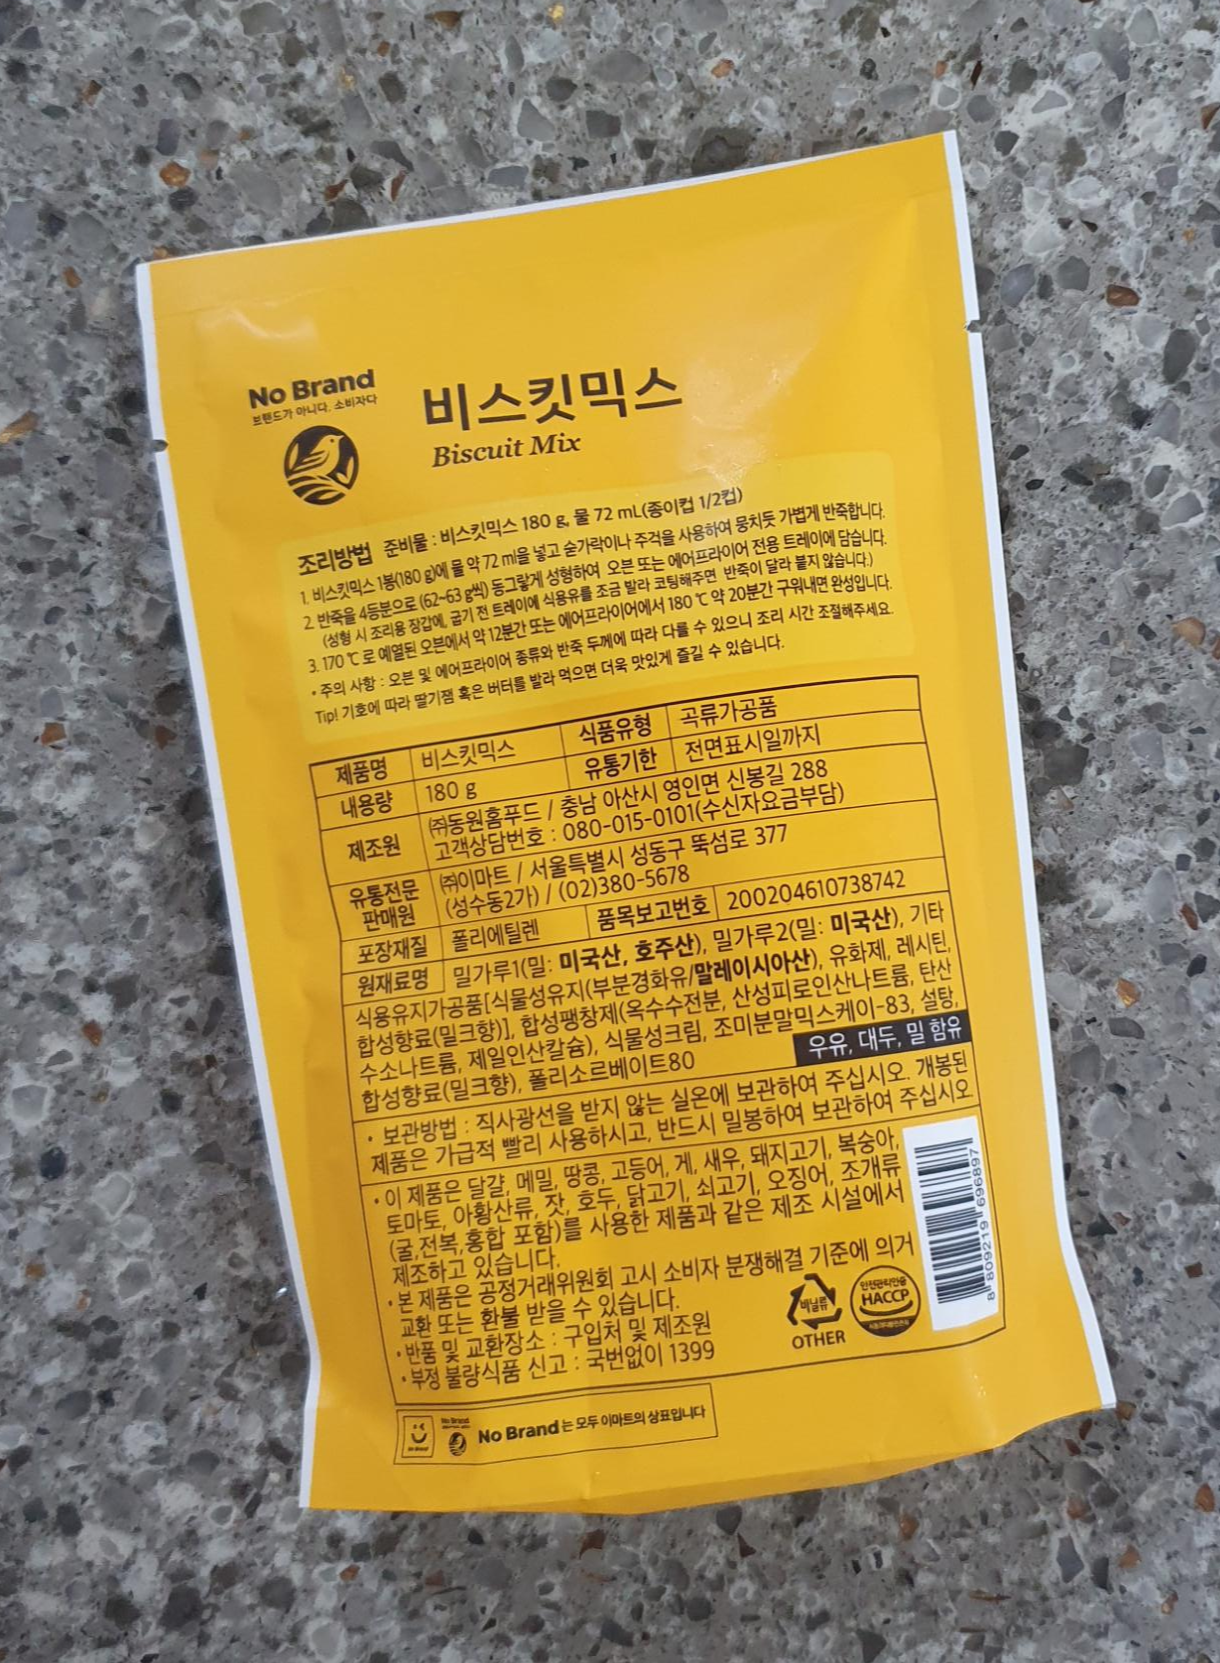 No Brand
브랜드가 아니다. 소비자다
비스킷믹스
Biscuit Mix
조리방법 준비물 : 비스킷믹스 180 g, 물 72 mL(종이컵 1/2컵)
1. 비스킷믹스 1봉(180 g)에 물 약 72 ml을 넣고 숟가락이나 주걱을 사용하여 뭉치듯 가볍게 반죽합니다.
2. 반죽을 4등분으로 (62~63 g씩) 동그랗게 성형하여 오븐 또는 에어프라이어 전용 트레이에 담습니다.
(성형 시 조리용 장갑에, 굽기 전 트레이에 식용유를 조금 발라 코팅해주면 반죽이 달라 붙지 않습니다.)
3. 170 ℃로 예열된 오븐에서 약 12분간 또는 에어프라이어에서 180 ℃ 약 20분간 구워내면 완성입니다.
• 주의 사항 : 오븐 및 에어프라이어 종류와 반죽 두께에 따라 다를 수 있으니 조리 시간 조절해주세요.
Tip! 기호에 따라 딸기잼 혹은 버터를 발라 먹으면 더욱 맛있게 즐길 수 있습니다.
제품명 비스킷믹스 식품유형 곡류가공품
내용량 180 g 유통기한 전면표시일까지
제조원 ㈜동원홈푸드 / 충남 아산시 영인면 신봉길 288
고객상담번호 : 080-015-0101(수신자요금부담)
유통전문 판매원 ㈜이마트 / 서울특별시 성동구 뚝섬로 377
(성수동2가) / (02)380-5678
포장재질 폴리에틸렌 품목보고번호 200204610738742
원재료명 밀가루1(밀: 미국산, 호주산), 밀가루2(밀: 미국산), 기타
식용유지가공품[식물성유지(부분경화유/말레이시아산), 유화제, 레시틴,
합성향료(밀크향)], 합성팽창제(옥수수전분, 산성피로인산나트륨, 탄산
수소나트륨, 제일인산칼슘), 식물성크림, 조미분말믹스케이-83, 설탕,
합성향료(밀크향), 폴리소르베이트80
우유, 대두, 밀 함유
• 보관방법 : 직사광선을 받지 않는 실온에 보관하여 주십시오. 개봉된
제품은 가급적 빨리 사용하시고, 반드시 밀봉하여 보관하여 주십시오
• 이 제품은 달걀, 메밀, 땅콩, 고등어, 게, 새우, 돼지고기, 복숭아,
토마토, 아황산류, 잣, 호두, 닭고기, 쇠고기, 오징어, 조개류
(굴,전복,홍합 포함)를 사용한 제품과 같은 제조 시설에서
제조하고 있습니다.
• 본 제품은 공정거래위원회 고시 소비자 분쟁해결 기준에 의거
교환 또는 환불 받을 수 있습니다.
• 반품 및 교환장소 : 구입처 및 제조원
• 부정 불량식품 신고 : 국번없이 1399
비닐류
OTHER
안전관리인증
HACCP
8 809219 696897
No Brand
No Brand는 모두 이마트의 상표입니다